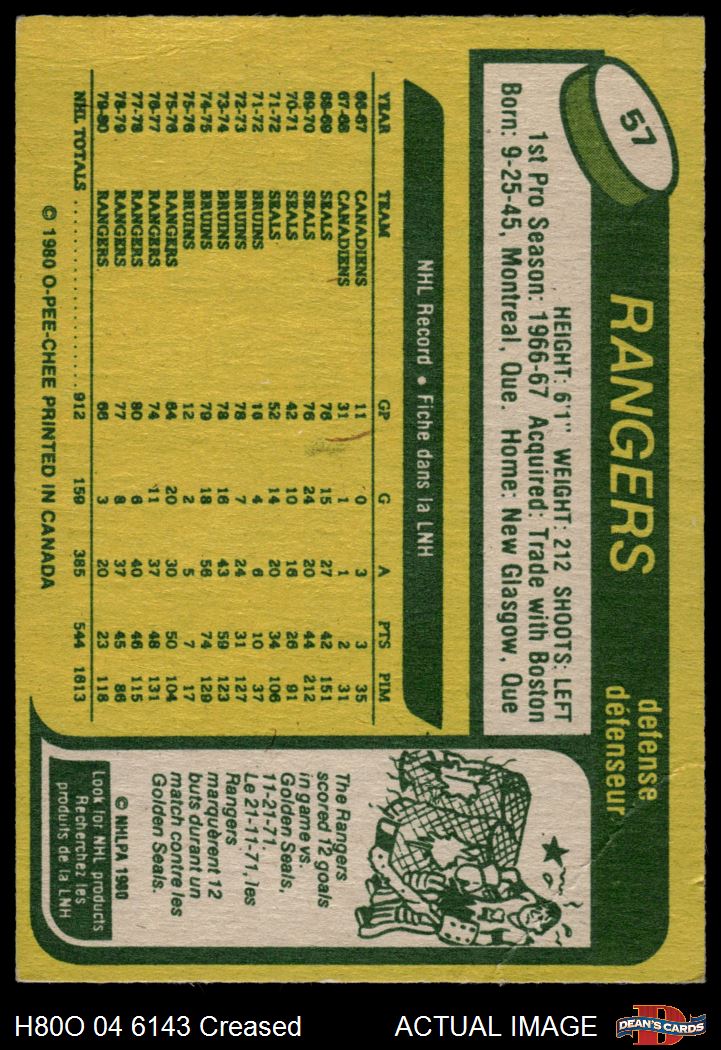 57
RANGERS
defense
défenseur
HEIGHT: 6'1" WEIGHT: 212 SHOOTS: LEFT
1st Pro Season: 1966-67 Acquired: Trade with Boston
Born: 9-25-45, Montreal, Que. Home: New Glasgow, Que
NHL Record • Fiche dans la LNH
YEAR TEAM GP G A PTS PIM
66-67 CANADIENS 11 0 3 3 35
67-68 CANADIENS 31 1 1 2 31
68-69 SEALS 76 15 27 42 151
69-70 SEALS 76 24 20 44 212
70-71 SEALS 42 10 16 26 91
71-72 SEALS 52 14 20 34 106
71-72 BRUINS 16 4 6 10 37
72-73 BRUINS 78 7 24 31 127
73-74 BRUINS 78 16 43 59 123
74-75 BRUINS 79 18 56 74 129
75-76 BRUINS 12 2 5 7 17
75-76 RANGERS 64 20 30 50 104
76-77 RANGERS 74 11 37 48 131
77-78 RANGERS 80 6 40 46 115
78-79 RANGERS 77 8 37 45 86
79-80 RANGERS 66 3 20 23 118
NHL TOTALS..........912 159 385 544 1613
© 1980 O-PEE-CHEE PRINTED IN CANADA
The Rangers
scored 12 goals
in game vs.
Golden Seals,
11-21-71.
Le 21-11-71, les
Rangers
marquèrent 12
buts durant un
match contre les
Golden Seals.
© NHLPA 1980
Look for NHL products
Recherchez les
produits de la LNH
H80O 04 6143 Creased
ACTUAL IMAGE
D
DEAN'S CARDS